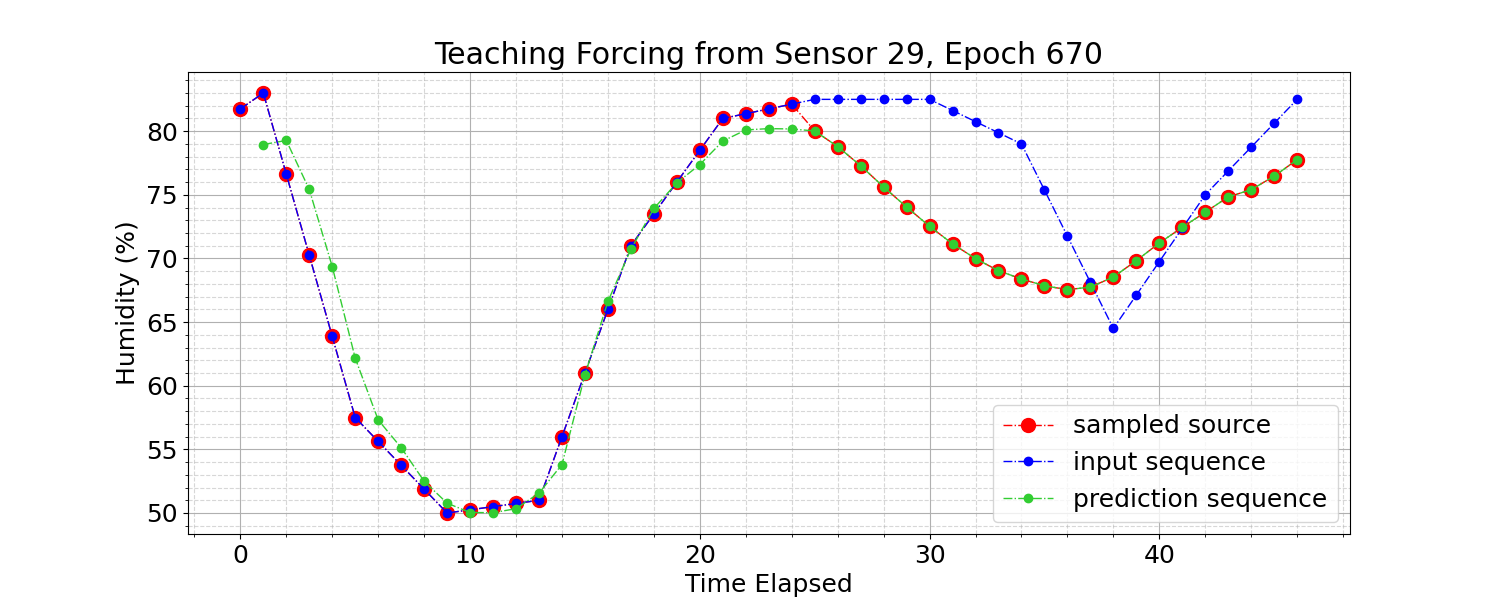 Teaching Forcing from Sensor 29, Epoch 670
Humidity (%)
80
75
70
65
60
55
50
0 10 20 30 40
Time Elapsed
sampled source
input sequence
prediction sequence